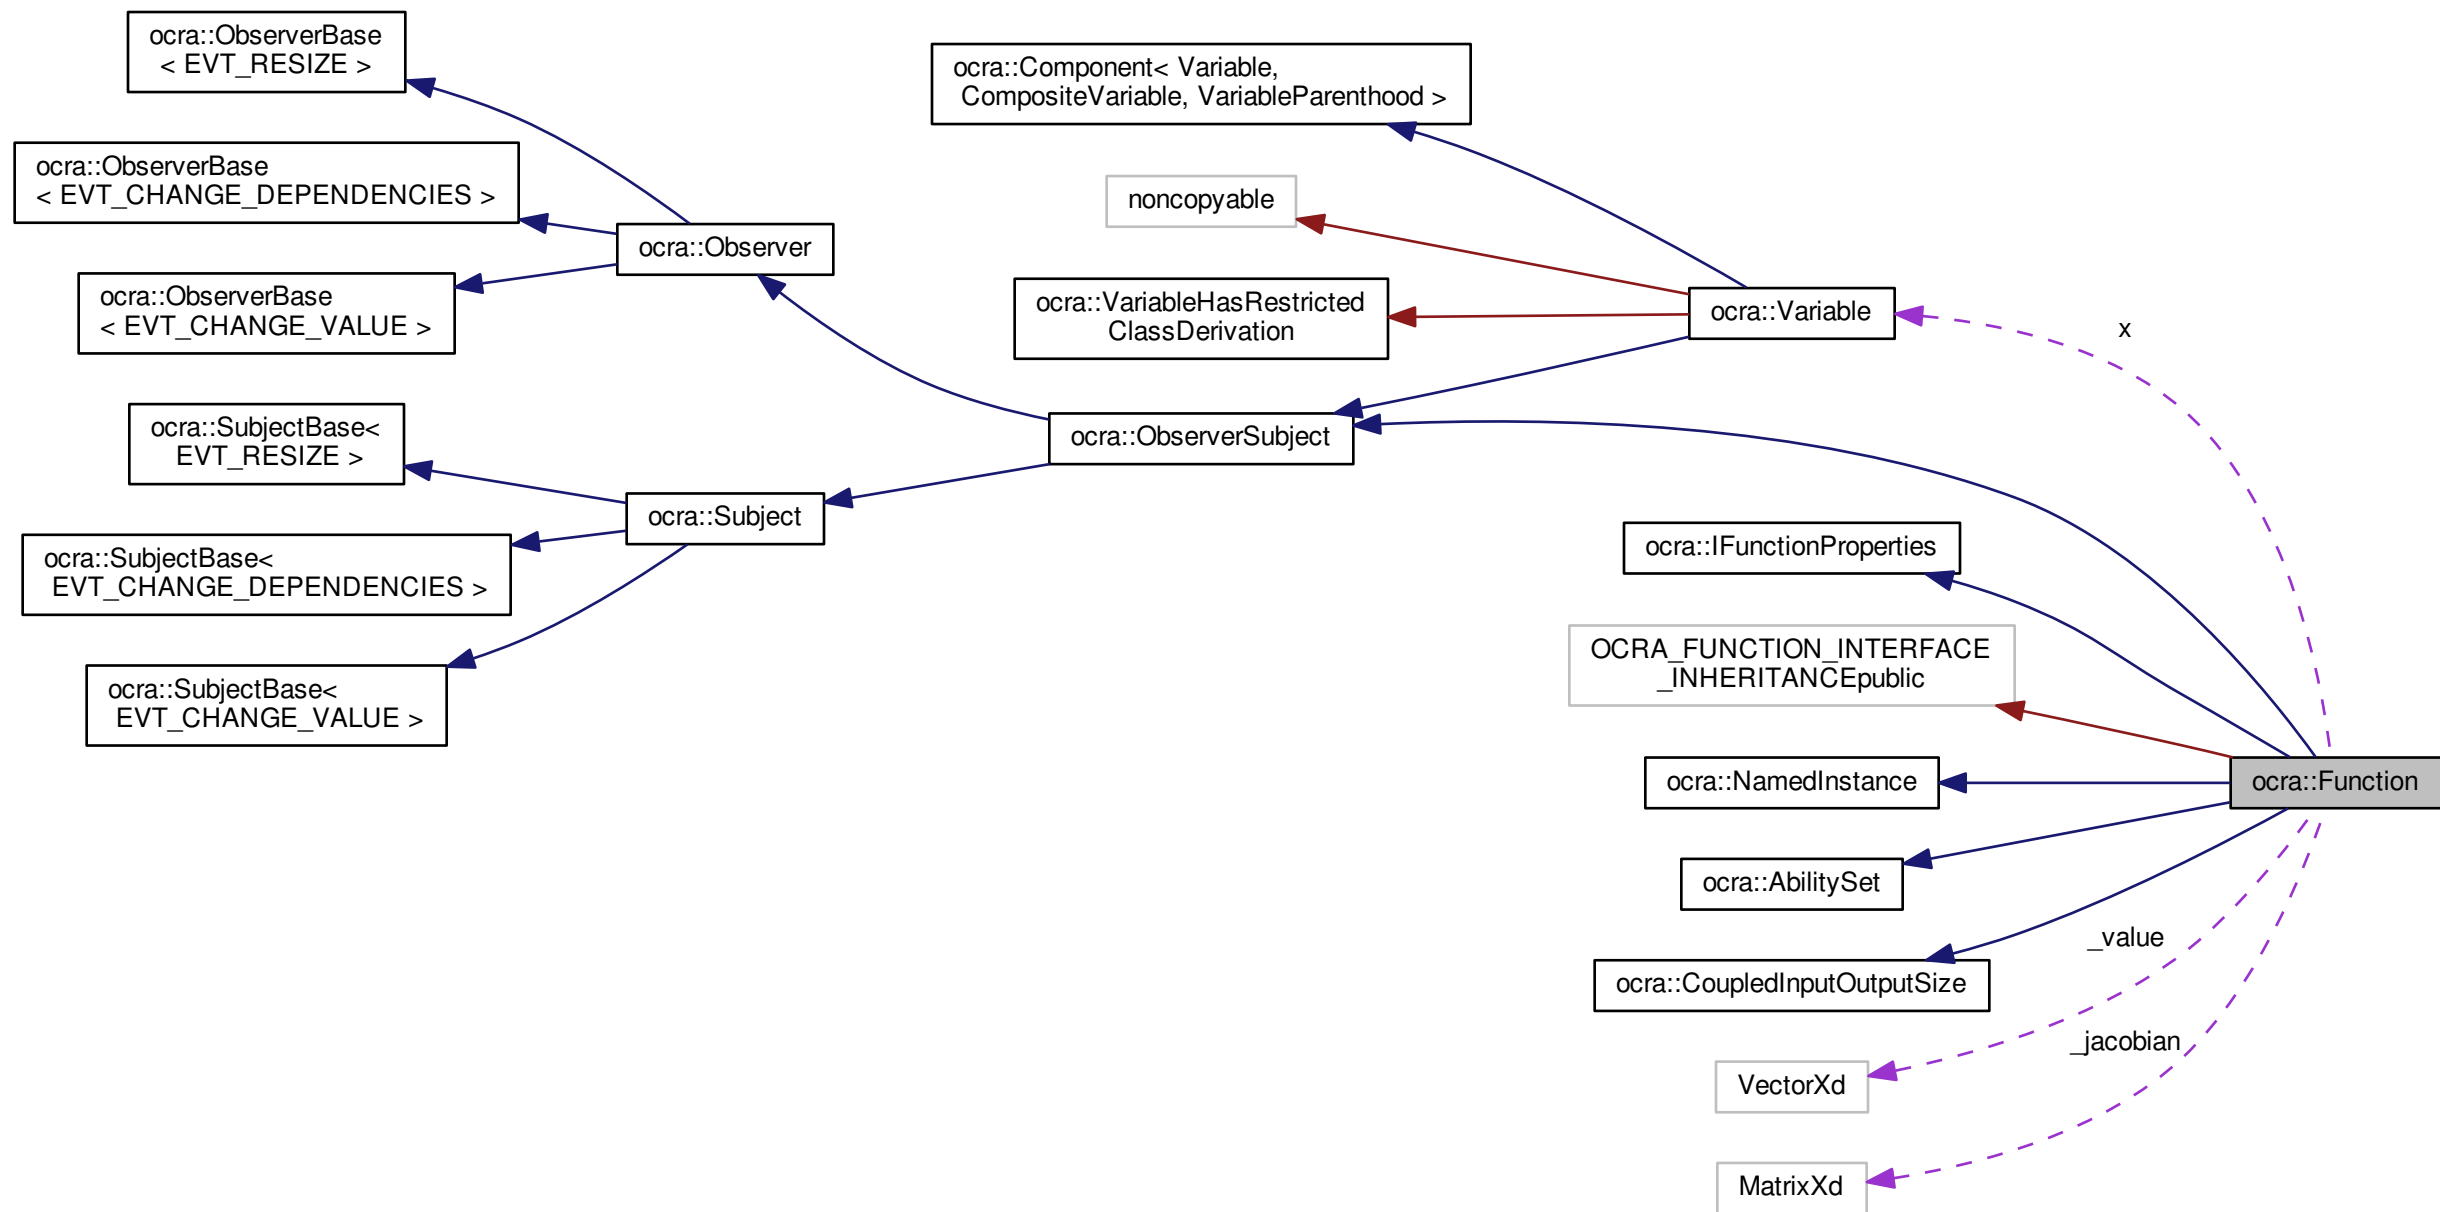 ocra::ObserverBase
< EVT_RESIZE >
ocra::ObserverBase
< EVT_CHANGE_DEPENDENCIES >
ocra::ObserverBase
< EVT_CHANGE_VALUE >
ocra::SubjectBase<
EVT_RESIZE >
ocra::SubjectBase<
EVT_CHANGE_DEPENDENCIES >
ocra::SubjectBase<
EVT_CHANGE_VALUE >
ocra::Observer
ocra::Subject
ocra::Component< Variable,
CompositeVariable, VariableParenthood >
noncopyable
ocra::VariableHasRestricted
ClassDerivation
ocra::ObserverSubject
ocra::Variable
x
ocra::IFunctionProperties
OCRA_FUNCTION_INTERFACE
_INHERITANCEpublic
ocra::NamedInstance
ocra::Function
ocra::AbilitySet
_value
ocra::CoupledInputOutputSize
_jacobian
VectorXd
MatrixXd